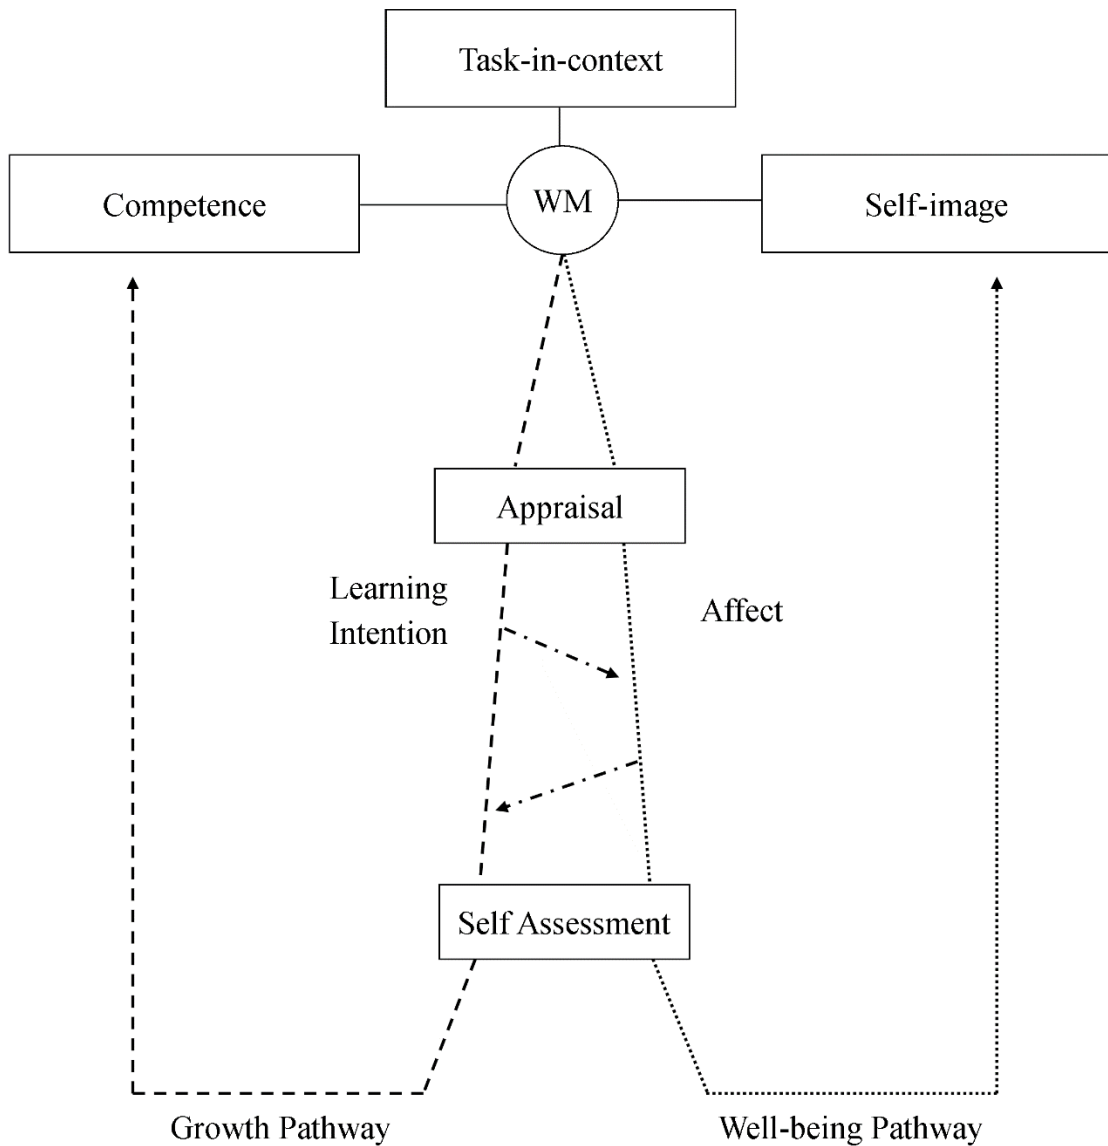 Task-in-context
Competence
WM
Self-image
Appraisal
Learning
Intention
Affect
Self Assessment
Growth Pathway
Well-being Pathway